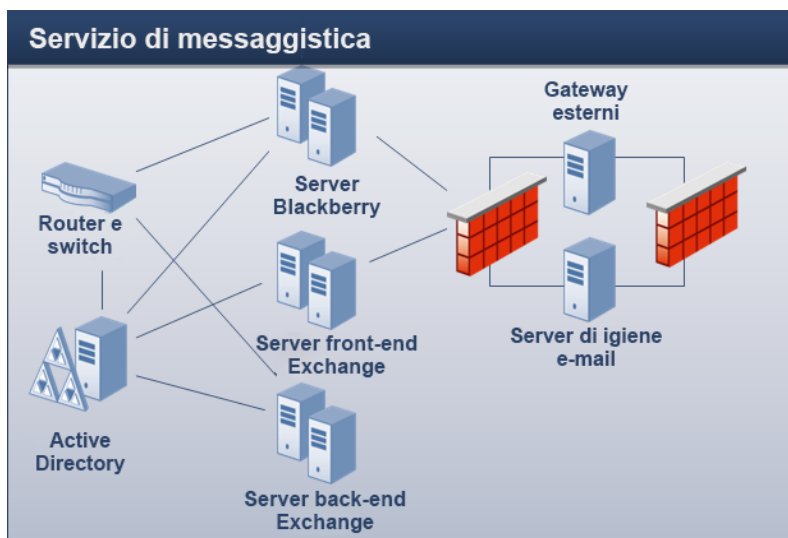 Servizio di messaggistica
Gateway
esterni
Server
Blackberry
Router e
switch
Server front-end
Exchange
Server di igiene
e-mail
Active
Directory
Server back-end
Exchange